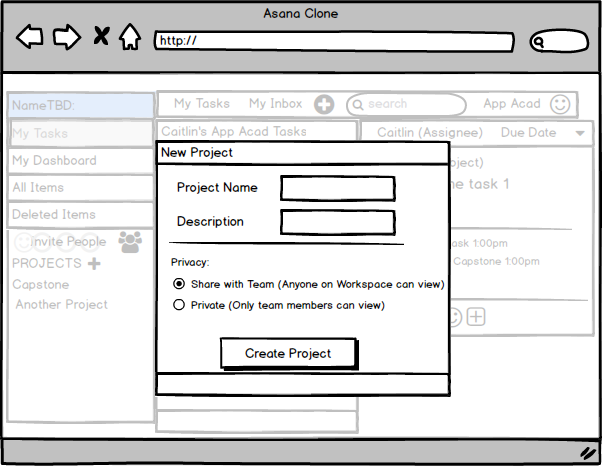 Asana Clone
http://
NameTBD:
My Tasks My Inbox search App Acad
My Tasks
My Dashboard
All Items
Deleted Items
Invite People
PROJECTS
Capstone
Another Project
Caitlin's App Acad Tasks
Caitlin (Assignee) Due Date
New Project
Project Name
Description
Privacy:
Share with Team (Anyone on Workspace can view)
Private (Only team members can view)
Create Project
task 1
1:00pm
Capstone 1:00pm